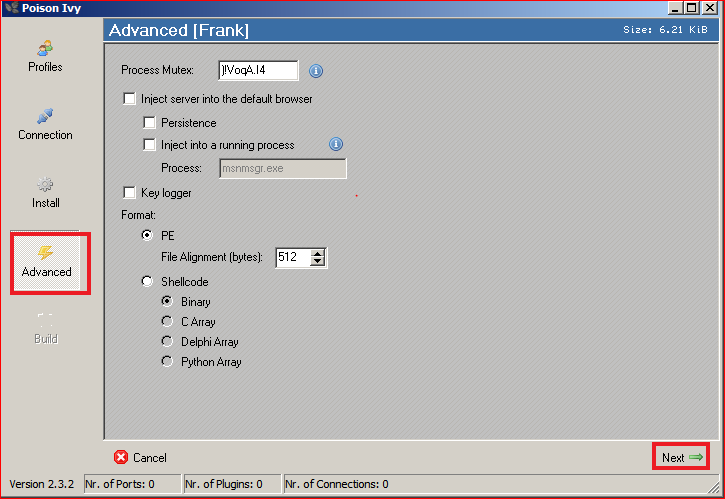 Poison Ivy
Advanced [Frank]
Size: 6.21 KiB
Profiles
Connection
Install
Advanced
Build
Process Mutex: )!VoqA.I4
Inject server into the default browser
Persistence
Inject into a running process
Process: msnmsgr.exe
Key logger
Format:
PE
File Alignment (bytes): 512
Shellcode
Binary
C Array
Delphi Array
Python Array
Cancel
Next
Version 2.3.2 Nr. of Ports: 0 Nr. of Plugins: 0 Nr. of Connections: 0